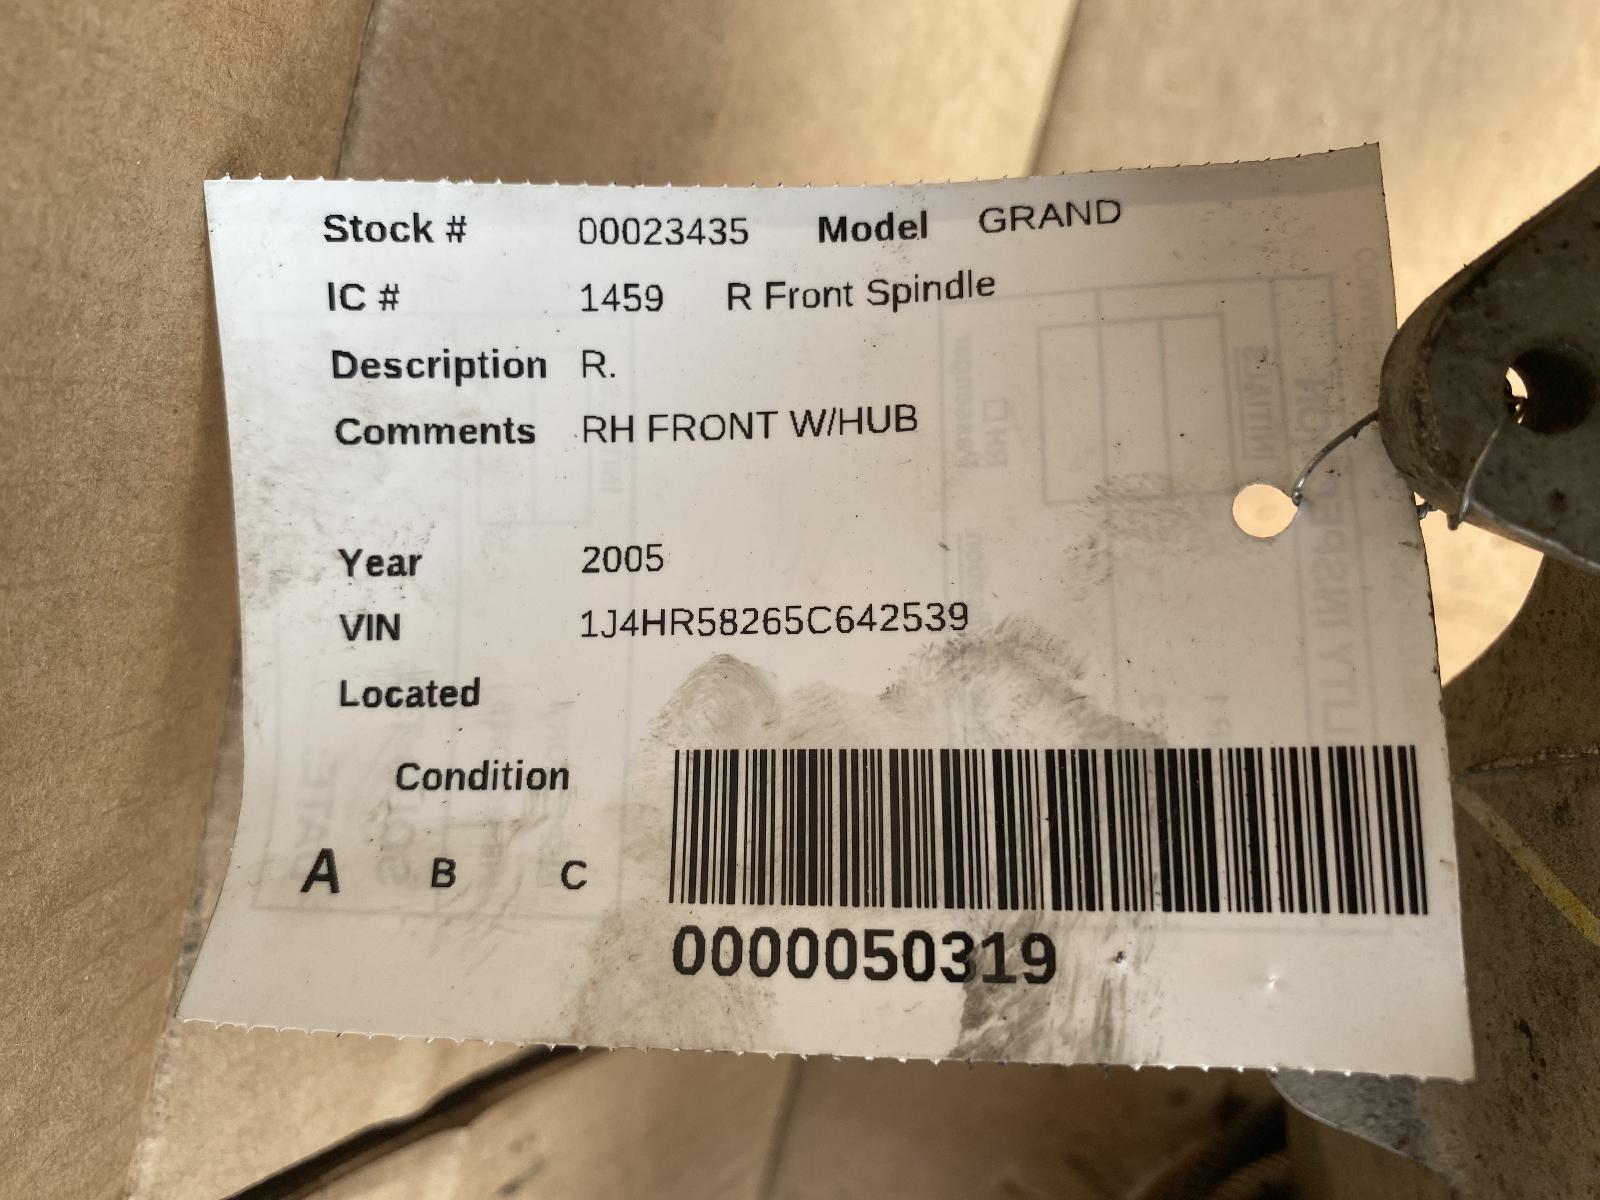 Stock # 00023435 Model GRAND
IC # 1459 R Front Spindle
Description R.
Comments RH FRONT W/HUB
Year 2005
VIN 1J4HR58265C642539
Located
Condition
A B C
0000050319